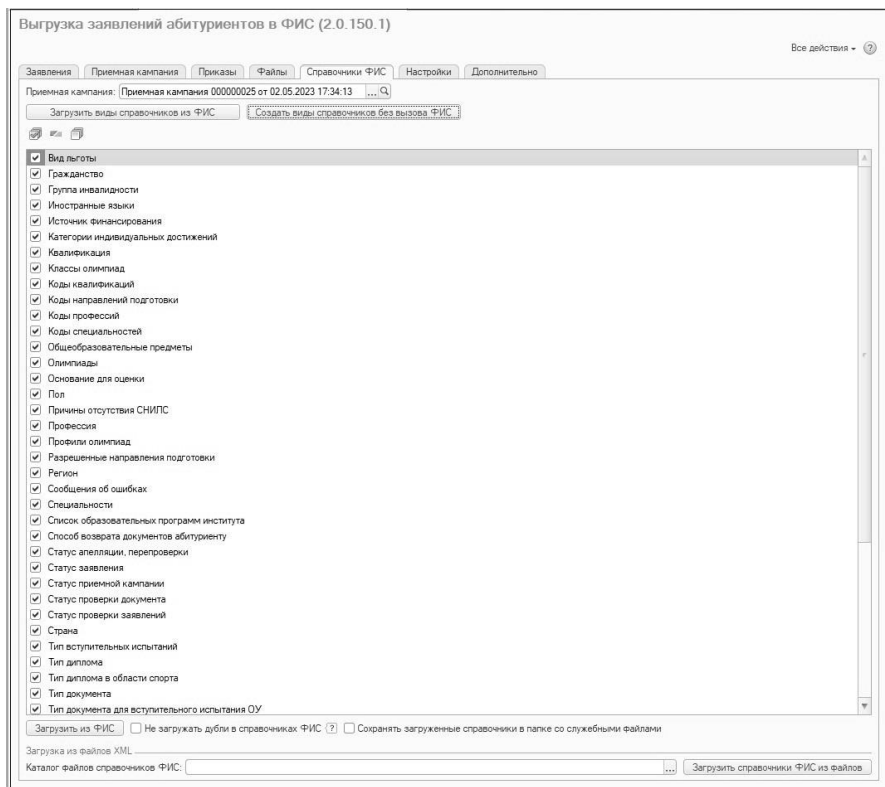 Выгрузка заявлений абитуриентов в ФИС (2.0.150.1)
Все действия
Заявления Приемная кампания Приказы Файлы Справочники ФИС Настройки Дополнительно
Приемная кампания: Приемная кампания 000000025 от 02.05.2023 17:34:13 ...
Загрузить виды справочников из ФИС Создать виды справочников без вызова ФИС
Вид льготы
Гражданство
Группа инвалидности
Иностранные языки
Источник финансирования
Категории индивидуальных достижений
Квалификация
Классы олимпиад
Коды квалификаций
Коды направлений подготовки
Коды профессий
Коды специальностей
Общеобразовательные предметы
Олимпиады
Основание для оценки
Пол
Причины отсутствия СНИЛС
Профессия
Профили олимпиад
Разрешенные направления подготовки
Регион
Сообщения об ошибках
Специальности
Список образовательных программ института
Способ возврата документов абитуриенту
Статус апелляции, перепроверки
Статус заявления
Статус приемной кампании
Статус проверки документа
Статус проверки заявлений
Страна
Тип вступительных испытаний
Тип диплома
Тип диплома в области спорта
Тип документа
Тип документа для вступительного испытания ОУ
Загрузить из ФИС Не загружать дубли в справочниках ФИС ? Сохранять загруженные справочники в папке со служебными файлами
Загрузка из файлов XML
Каталог файлов справочников ФИС: ... Загрузить справочники ФИС из файлов